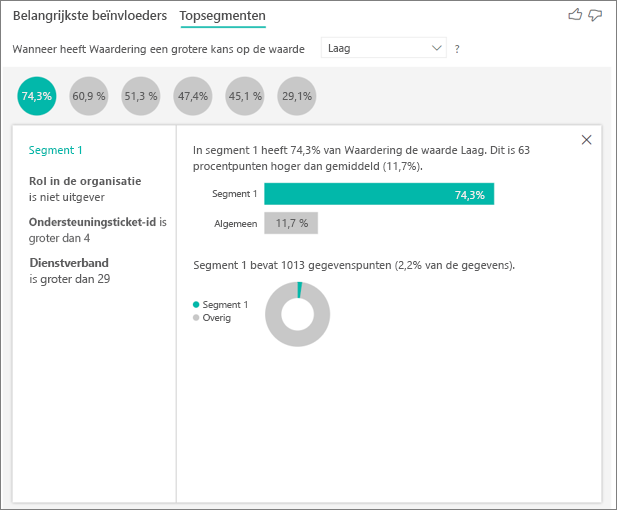 Belangrijkste beïnvloeders Topsegmenten
Wanneer heeft Waardering een grotere kans op de waarde Laag ?
74,3% 60,9 % 51,3 % 47,4% 45,1 % 29,1%
Segment 1
Rol in de organisatie
is niet uitgever
Ondersteuningsticket-id is
groter dan 4
Dienstverband
is groter dan 29
In segment 1 heeft 74,3% van Waardering de waarde Laag. Dit is 63
procentpunten hoger dan gemiddeld (11,7%).
Segment 1 74,3%
Algemeen 11,7 %
Segment 1 bevat 1013 gegevenspunten (2,2% van de gegevens).
Segment 1
Overig